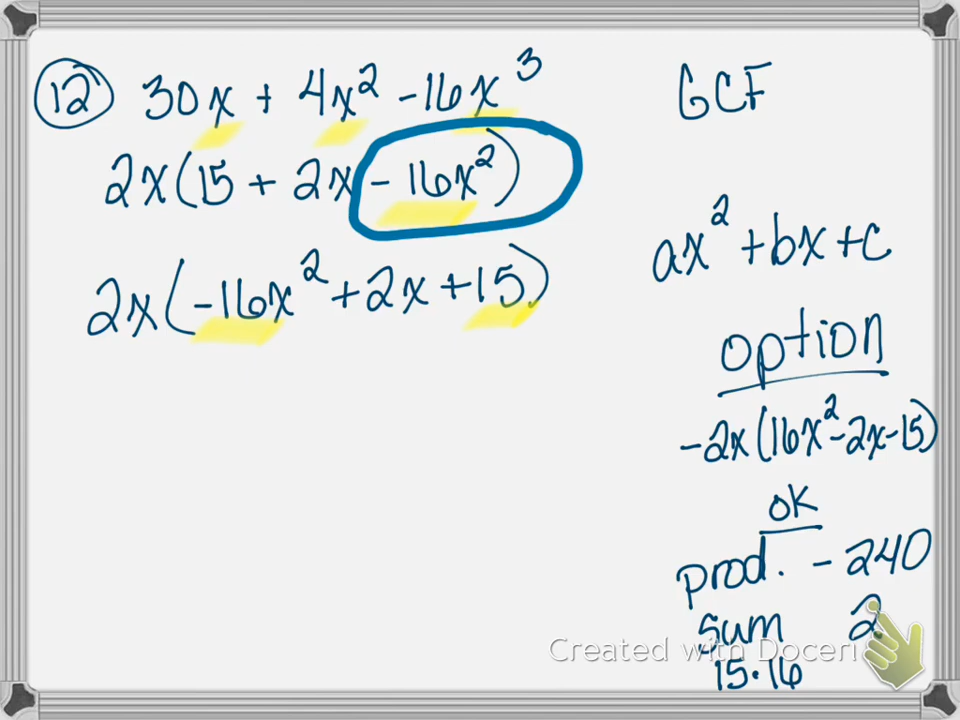 12 30x + 4x² - 16x³
2x(15 + 2x - 16x²)
2x(-16x² + 2x + 15)
GCF
ax² + bx + c
option
-2x(16x² - 2x - 15)
OK
prod. - 240
sum 2
15 · 16
Created with Doceri